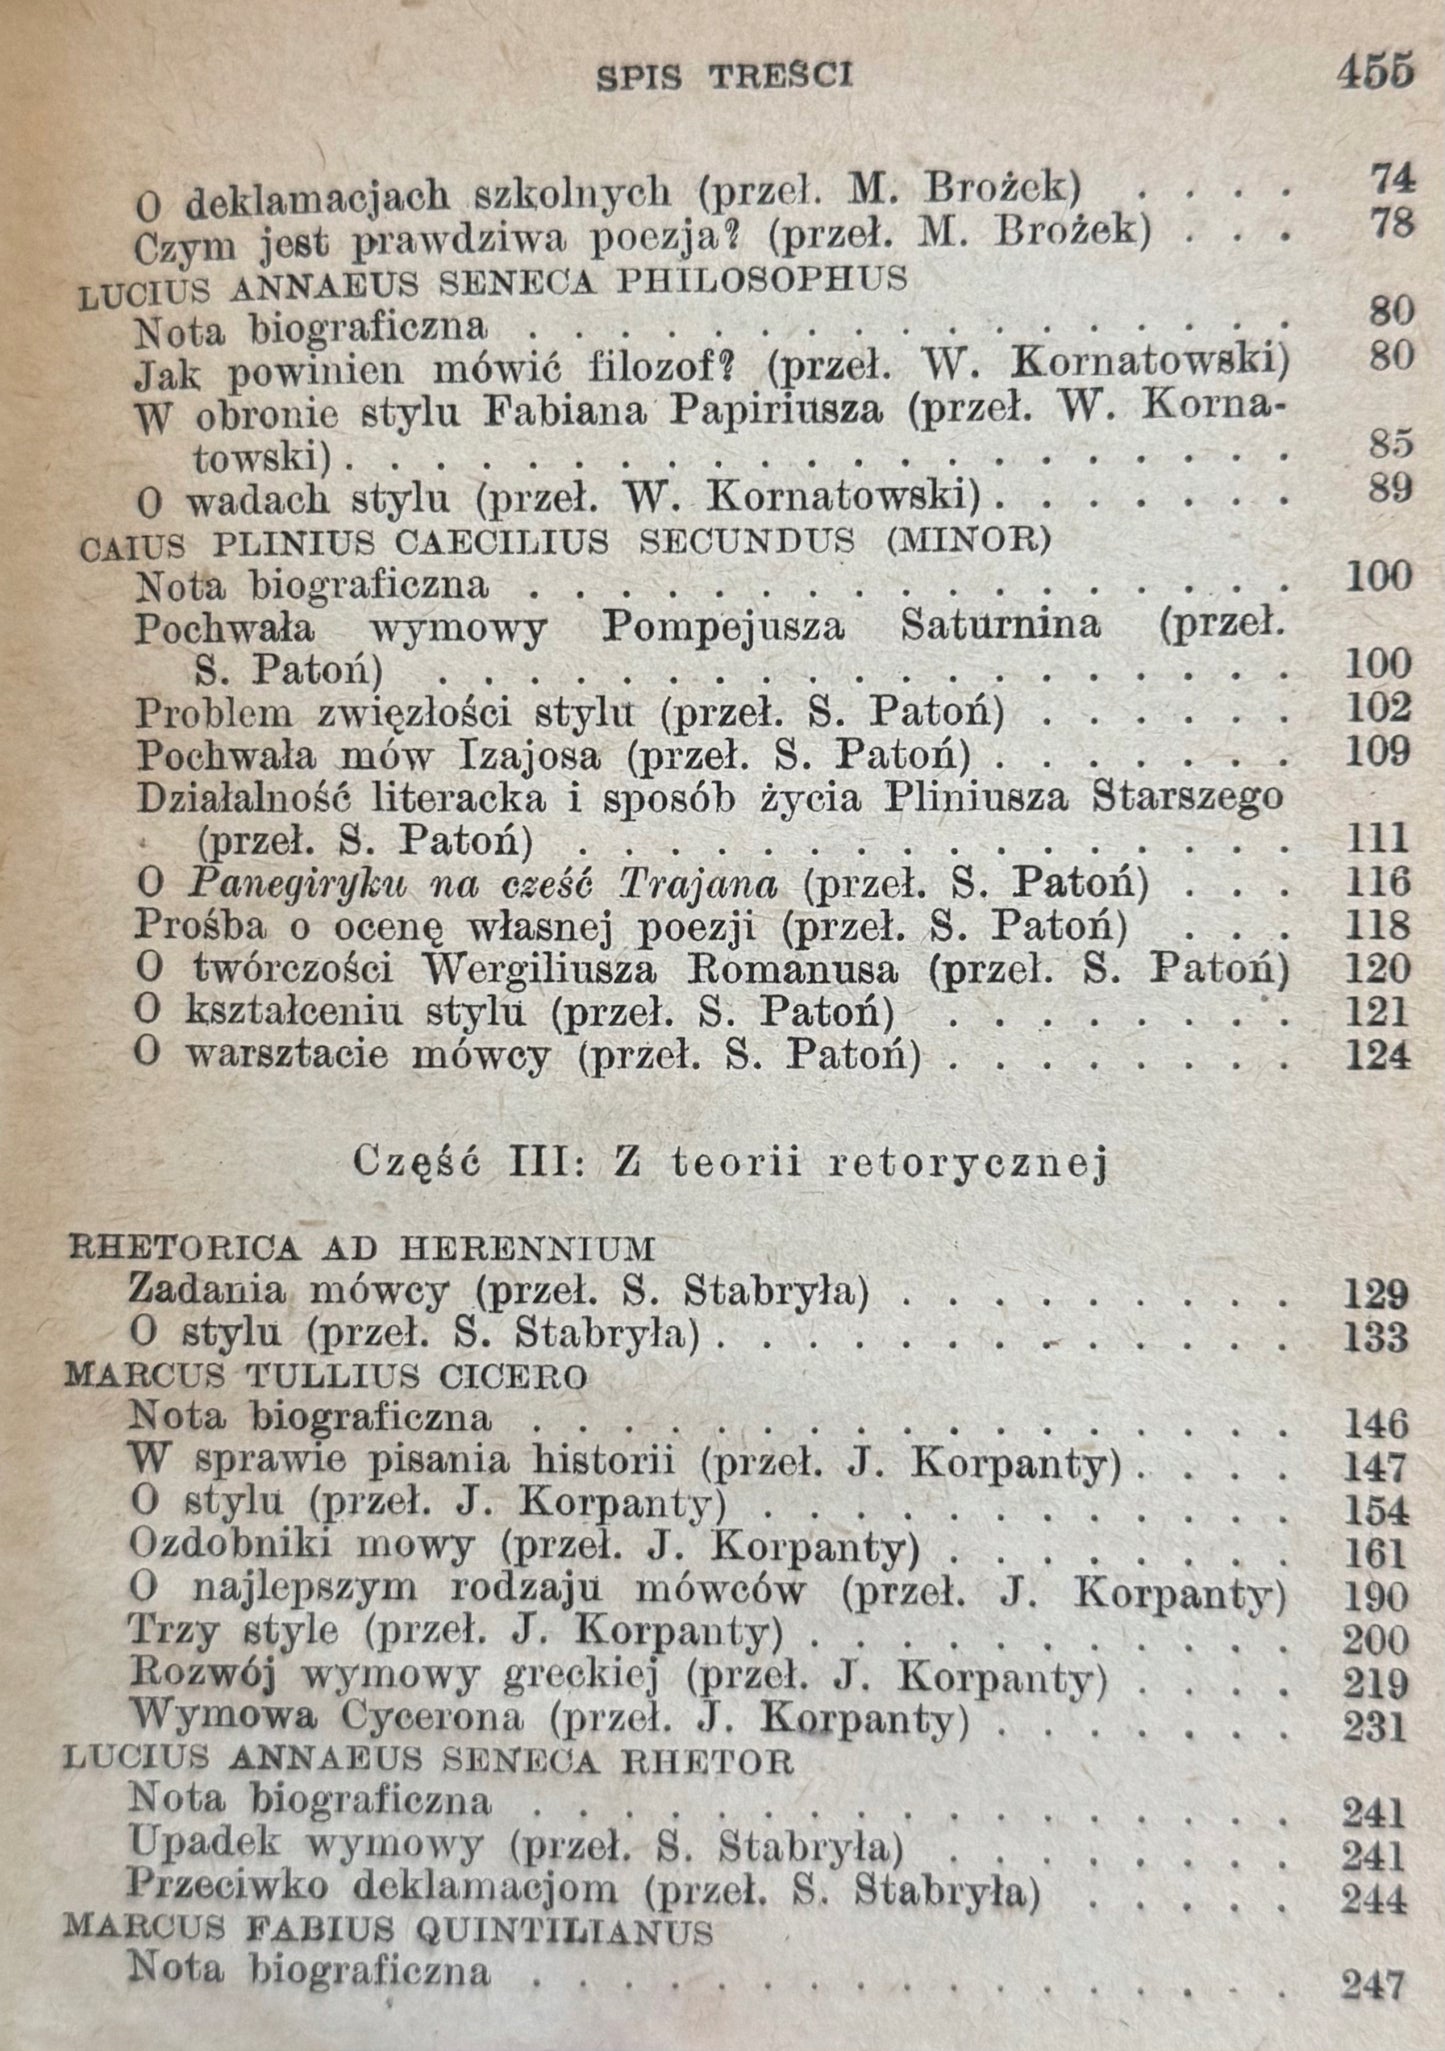 SPIS TREŚCI 455
O deklamacjach szkolnych (przeł. M. Brożek) . . . . 74
Czym jest prawdziwa poezja? (przeł. M. Brożek) . . . 78
LUCIUS ANNAEUS SENECA PHILOSOPHUS
Nota biograficzna . . . . . . . . . . . . . . . . . 80
Jak powinien mówić filozof? (przeł. W. Kornatowski) 80
W obronie stylu Fabiana Papiriusza (przeł. W. Korna-
towski) . . . . . . . . . . . . . . . . . . . . . 85
O wadach stylu (przeł. W. Kornatowski) . . . . . . . 89
CAIUS PLINIUS CAECILIUS SECUNDUS (MINOR)
Nota biograficzna . . . . . . . . . . . . . . . . . 100
Pochwała wymowy Pompejusza Saturnina (przeł.
S. Patoń) . . . . . . . . . . . . . . . . . . . 100
Problem zwięzłości stylu (przeł. S. Patoń) . . . . . . 102
Pochwała mów Izajosa (przeł. S. Patoń) . . . . . . . 109
Działalność literacka i sposób życia Pliniusza Starszego
(przeł. S. Patoń) . . . . . . . . . . . . . . . . 111
O Panegiryku na cześć Trajana (przeł. S. Patoń) . . . 116
Prośba o ocenę własnej poezji (przeł. S. Patoń) . . . 118
O twórczości Wergiliusza Romanusa (przeł. S. Patoń) 120
O kształceniu stylu (przeł. S. Patoń) . . . . . . . . 121
O warsztacie mówcy (przeł. S. Patoń) . . . . . . . . 124
Część III: Z teorii retorycznej
RHETORICA AD HERENNIUM
Zadania mówcy (przeł. S. Stabryła) . . . . . . . . . 129
O stylu (przeł. S. Stabryła) . . . . . . . . . . . . . 133
MARCUS TULLIUS CICERO
Nota biograficzna . . . . . . . . . . . . . . . . . 146
W sprawie pisania historii (przeł. J. Korpanty) . . . . 147
O stylu (przeł. J. Korpanty) . . . . . . . . . . . . 154
Ozdobniki mowy (przeł. J. Korpanty) . . . . . . . . 161
O najlepszym rodzaju mówców (przeł. J. Korpanty) 190
Trzy style (przeł. J. Korpanty) . . . . . . . . . . . 200
Rozwój wymowy greckiej (przeł. J. Korpanty) . . . . 219
Wymowa Cycerona (przeł. J. Korpanty) . . . . . . . 231
LUCIUS ANNAEUS SENECA RHETOR
Nota biograficzna . . . . . . . . . . . . . . . . . 241
Upadek wymowy (przeł. S. Stabryła) . . . . . . . . 241
Przeciwko deklamacjom (przeł. S. Stabryła) . . . . . 244
MARCUS FABIUS QUINTILIANUS
Nota biograficzna . . . . . . . . . . . . . . . . . 247